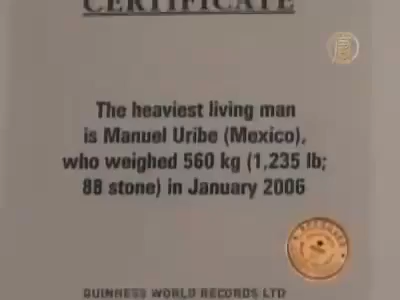 CERTIFICATE
The heaviest living man
is Manuel Uribe (Mexico),
who weighed 560 kg (1,235 lb;
88 stone) in January 2006
GUINNESS WORLD RECORDS LTD